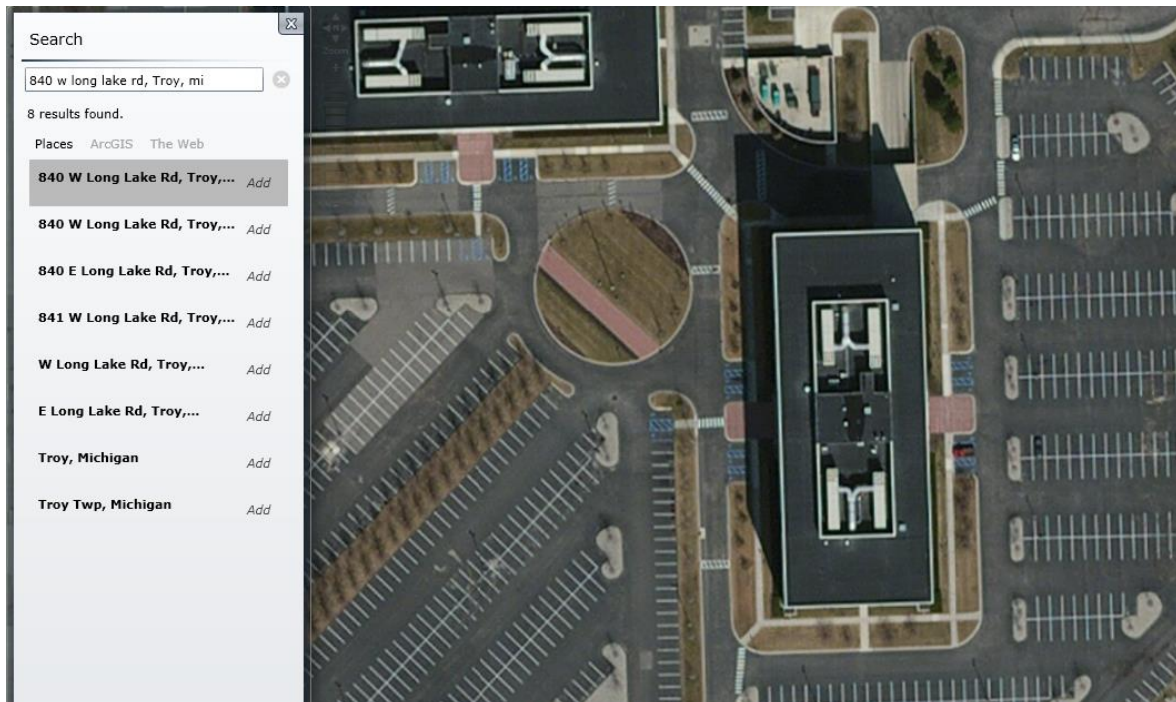 Search
840 w long lake rd, Troy, mi
8 results found.
Places ArcGIS The Web
840 W Long Lake Rd, Troy,... Add
840 W Long Lake Rd, Troy,... Add
840 E Long Lake Rd, Troy,... Add
841 W Long Lake Rd, Troy,... Add
W Long Lake Rd, Troy,... Add
E Long Lake Rd, Troy,... Add
Troy, Michigan Add
Troy Twp, Michigan Add
Zoom